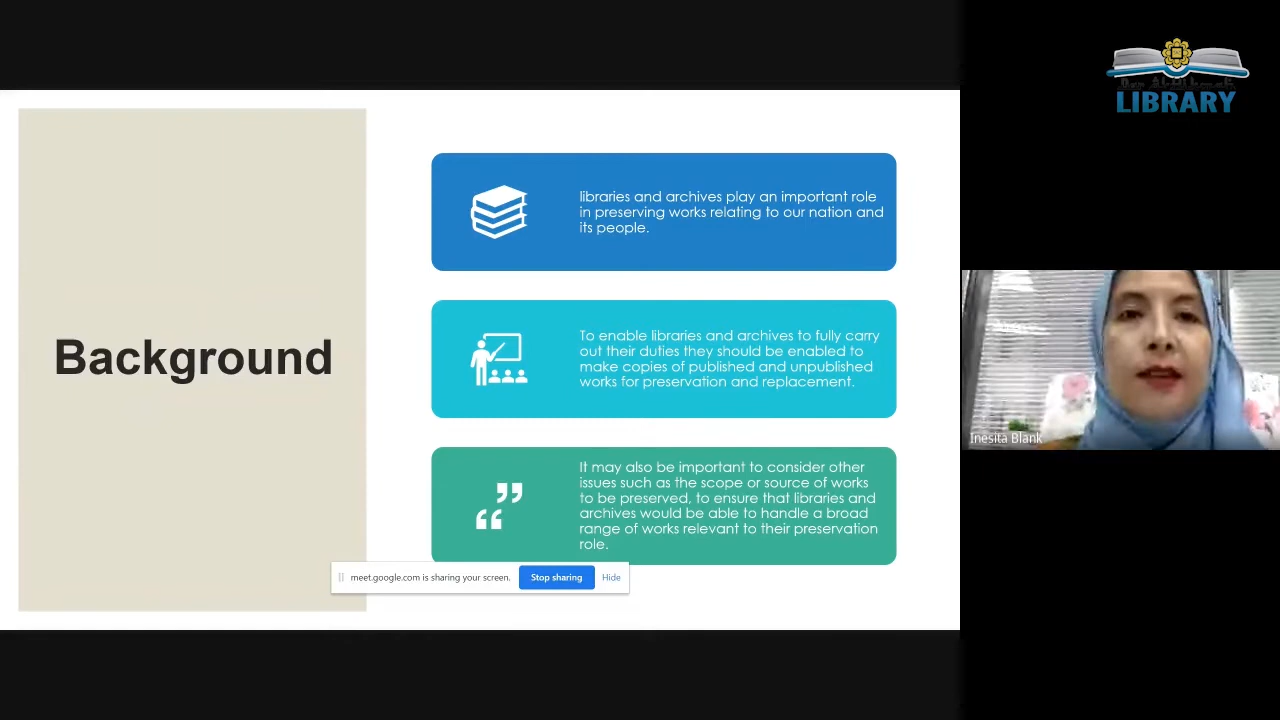 LIBRARY
Background
libraries and archives play an important role
in preserving works relating to our nation and
its people.
To enable libraries and archives to fully carry
out their duties they should be enabled to
make copies of published and unpublished
works for preservation and replacement.
It may also be important to consider other
issues such as the scope or source of works
to be preserved, to ensure that libraries and
archives would be able to handle a broad
range of works relevant to their preservation
role.
meet.google.com is sharing your screen.
Stop sharing
Hide
Inesita Blank